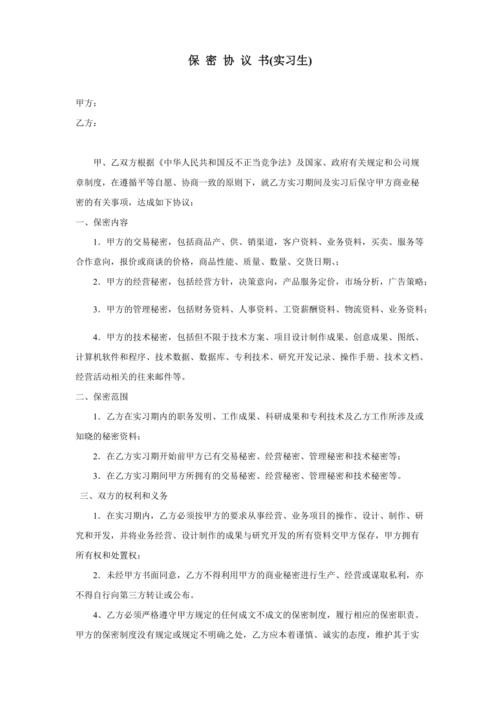 保 密 协 议 书(实习生)
甲方：
乙方：
甲、乙双方根据《中华人民共和国反不正当竞争法》及国家、政府有关规定和公司规
章制度，在遵循平等自愿、协商一致的原则下，就乙方实习期间及实习后保守甲方商业秘
密的有关事项，达成如下协议：
一、保密内容
1．甲方的交易秘密，包括商品产、供、销渠道，客户资料、业务资料，买卖、服务等
合作意向，报价或商谈的价格，商品性能、质量、数量、交货日期、；
2．甲方的经营秘密，包括经营方针，决策意向，产品服务定价，市场分析，广告策略；
3．甲方的管理秘密，包括财务资料、人事资料、工资薪酬资料、物流资料、业务资料；
4．甲方的技术秘密，包括但不限于技术方案、项目设计制作成果、创意成果、图纸、
计算机软件和程序、技术数据、数据库、专利技术、研究开发记录、操作手册、技术文档、
经营活动相关的往来邮件等。
二、保密范围
1、乙方在实习期内的职务发明、工作成果、科研成果和专利技术及乙方工作所涉及或
知晓的秘密资料；
2．在乙方实习期开始前甲方已有交易秘密、经营秘密、管理秘密和技术秘密等；
3、在乙方实习期间甲方所拥有的交易秘密、经营秘密、管理秘密和技术秘密等。
三、双方的权利和义务
1．在实习期内，乙方必须按甲方的要求从事经营、业务项目的操作、设计、制作、研
究和开发，并将业务经营、设计制作的成果与研究开发的所有资料交甲方保存，甲方拥有
所有权和处置权；
2．未经甲方书面同意，乙方不得利用甲方的商业秘密进行生产、经营或谋取私利，亦
不得自行向第三方转让或公布。
4、乙方必须严格遵守甲方规定的任何成文不成文的保密制度，履行相应的保密职责。
甲方的保密制度没有规定或规定不明确之处，乙方应本着谨慎、诚实的态度，维护其于实